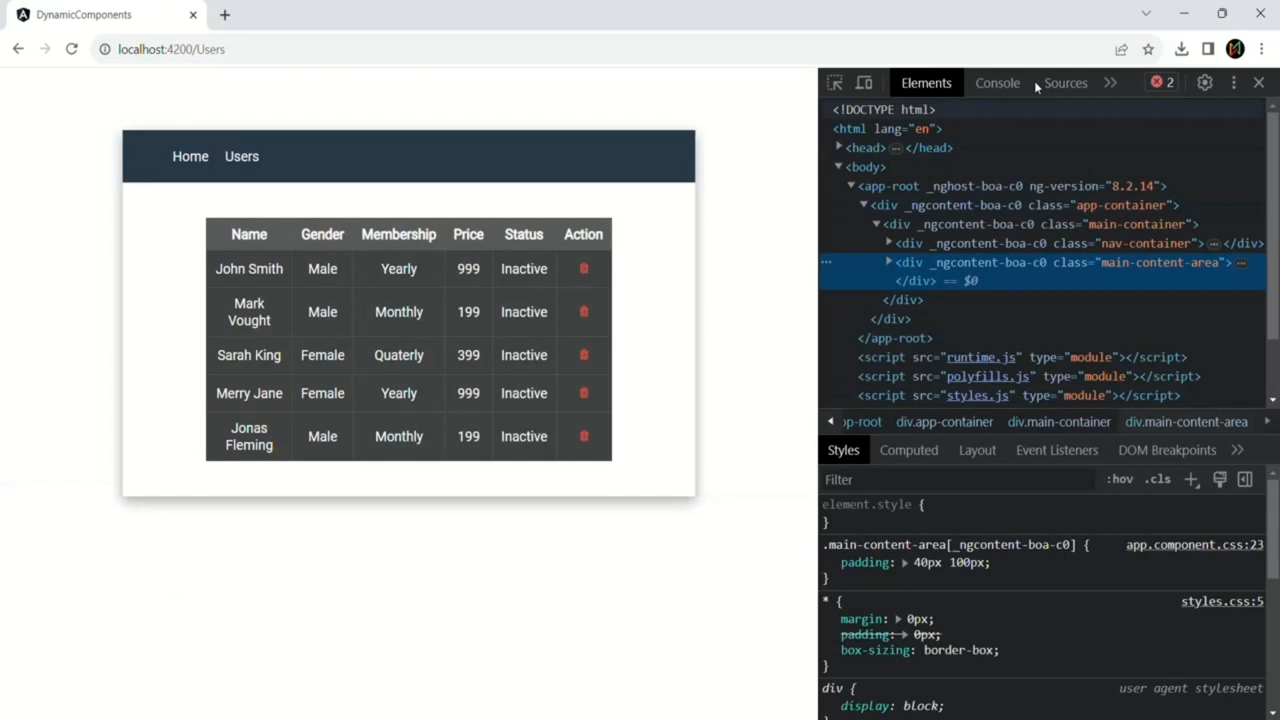 DynamicComponents
localhost:4200/Users
Home Users
Name Gender Membership Price Status Action
John Smith Male Yearly 999 Inactive
Mark Vought Male Monthly 199 Inactive
Sarah King Female Quaterly 399 Inactive
Merry Jane Female Yearly 999 Inactive
Jonas Fleming Male Monthly 199 Inactive
Elements Console Sources 2
<!DOCTYPE html>
<html lang="en">
<head> … </head>
<body>
<app-root _nghost-boa-c0 ng-version="8.2.14">
<div _ngcontent-boa-c0 class="app-container">
<div _ngcontent-boa-c0 class="main-container">
<div _ngcontent-boa-c0 class="nav-container"> … </div>
<div _ngcontent-boa-c0 class="main-content-area"> …
</div> == $0
</div>
</div>
</app-root>
<script src="runtime.js" type="module"></script>
<script src="polyfills.js" type="module"></script>
<script src="styles.js" type="module"></script>
pp-root div.app-container div.main-container div.main-content-area
Styles Computed Layout Event Listeners DOM Breakpoints
Filter :hov .cls
element.style {
}
.main-content-area[_ngcontent-boa-c0] { app.component.css:23
padding: 40px 100px;
}
* { styles.css:5
margin: 0px;
padding: 0px;
box-sizing: border-box;
}
div { user agent stylesheet
display: block;